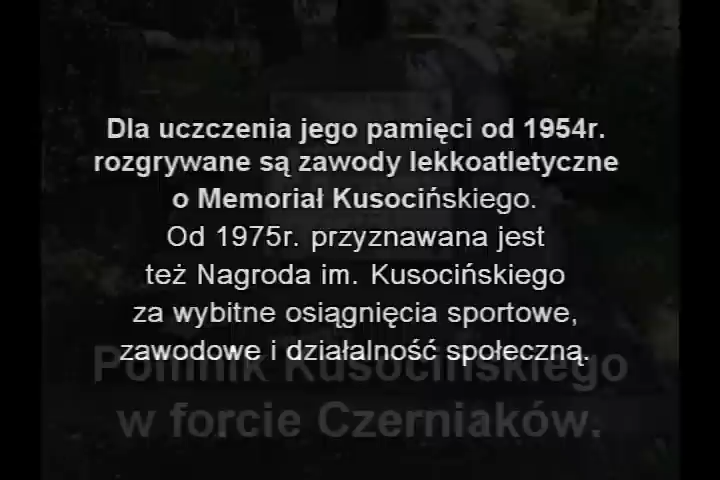 Dla uczczenia jego pamięci od 1954r.
rozgrywane są zawody lekkoatletyczne
o Memoriał Kusocińskiego.
Od 1975r. przyznawana jest
też Nagroda im. Kusocińskiego
za wybitne osiągnięcia sportowe,
zawodowe i działalność społeczną.
Pomnik Kusocińskiego
w forcie Czerniaków.